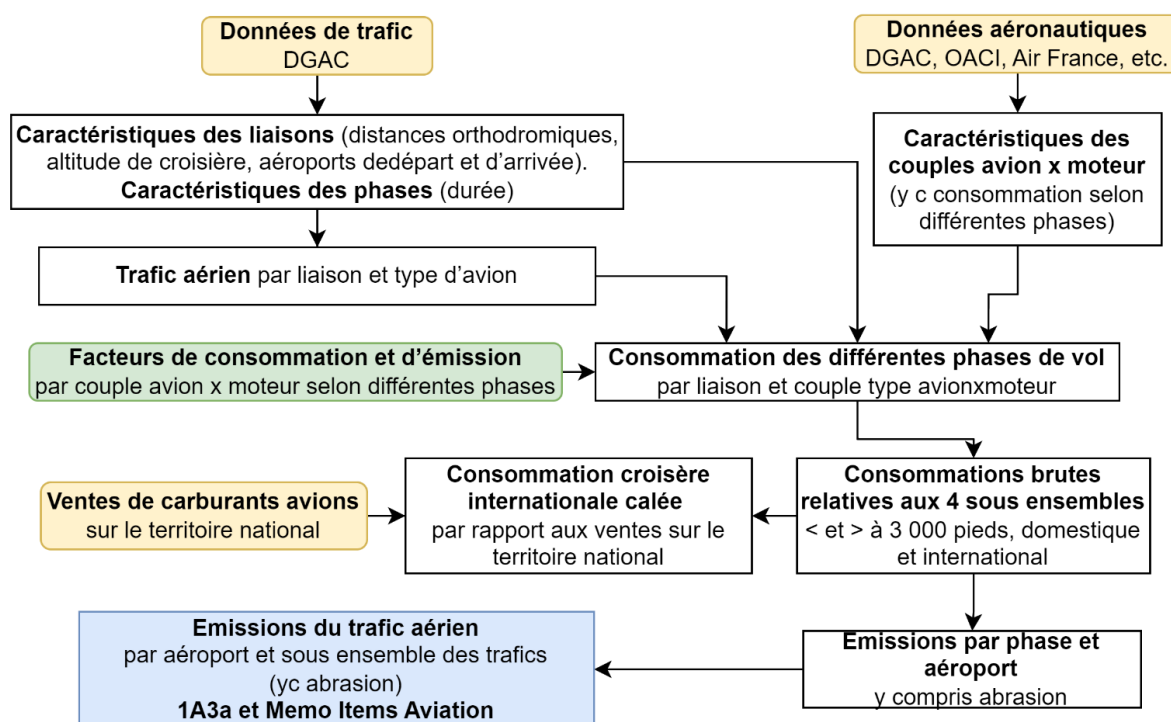 Données de trafic
DGAC
Données aéronautiques
DGAC, OACI, Air France, etc.
Caractéristiques des liaisons (distances orthodromiques,
altitude de croisière, aéroports dedépart et d'arrivée).
Caractéristiques des phases (durée)
Caractéristiques des
couples avion x moteur
(y c consommation selon
différentes phases)
Trafic aérien par liaison et type d'avion
Facteurs de consommation et d'émission
par couple avion x moteur selon différentes phases
Consommation des différentes phases de vol
par liaison et couple type avionxmoteur
Ventes de carburants avions
sur le territoire national
Consommation croisère
internationale calée
par rapport aux ventes sur le
territoire national
Consommations brutes
relatives aux 4 sous ensembles
< et > à 3 000 pieds, domestique
et international
Emissions du trafic aérien
par aéroport et sous ensemble des trafics
(yc abrasion)
1A3a et Memo Items Aviation
Emissions par phase et
aéroport
y compris abrasion